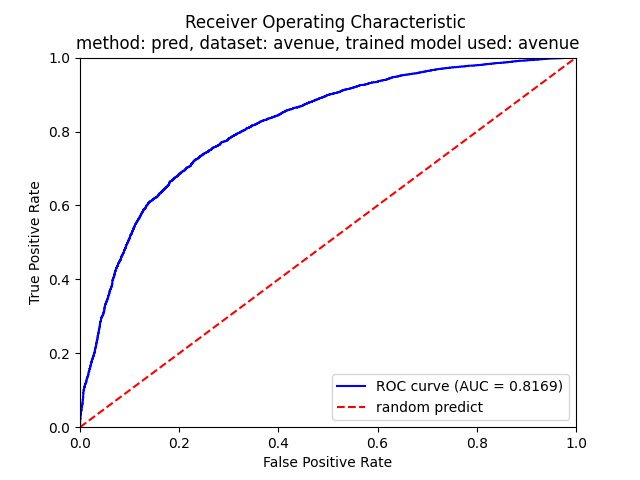 Receiver Operating Characteristic
method: pred, dataset: avenue, trained model used: avenue
1.0
0.8
0.6
0.4
0.2
0.0
True Positive Rate
ROC curve (AUC = 0.8169)
random predict
0.0 0.2 0.4 0.6 0.8 1.0
False Positive Rate